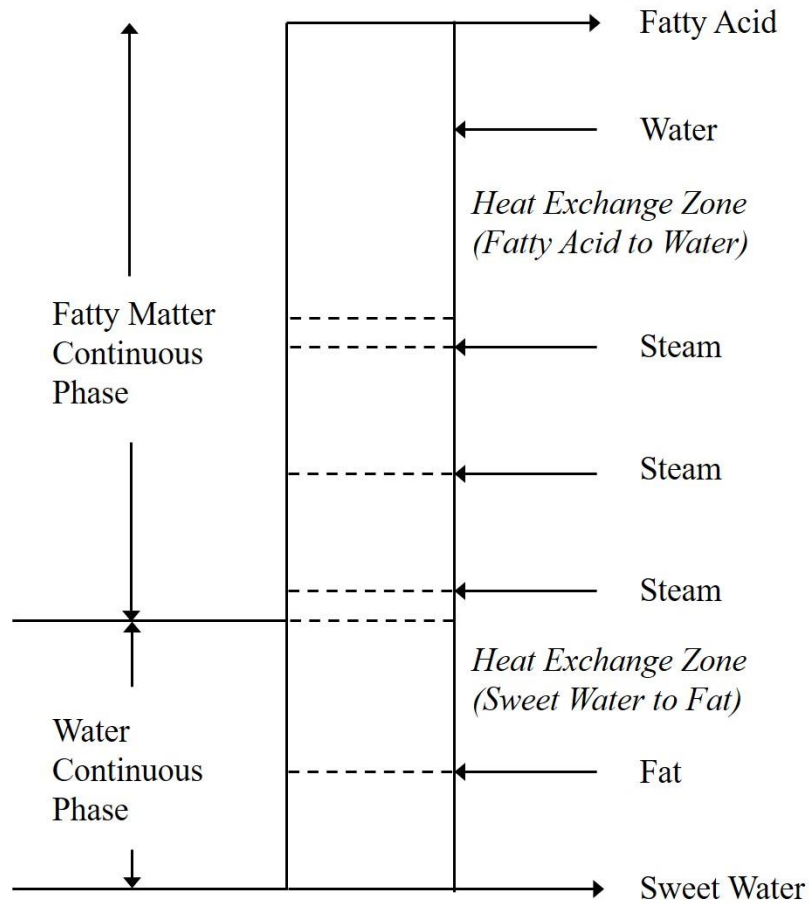 Fatty Acid
Water
Heat Exchange Zone
(Fatty Acid to Water)
Fatty Matter
Continuous
Phase
Steam
Steam
Steam
Heat Exchange Zone
(Sweet Water to Fat)
Water
Continuous
Phase
Fat
Sweet Water